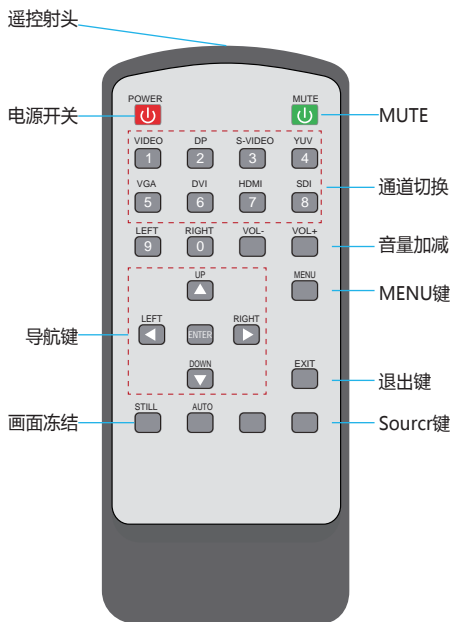 遥控射头
POWER MUTE
电源开关 MUTE
VIDEO DP S-VIDEO YUV
1 2 3 4
通道切换
VGA DVI HDMI SDI
5 6 7 8
LEFT RIGHT VOL- VOL+
9 0
音量加减
UP MENU
MENU键
LEFT RIGHT
导航键 ENTER
DOWN EXIT
退出键
STILL AUTO
画面冻结 Sourcr键